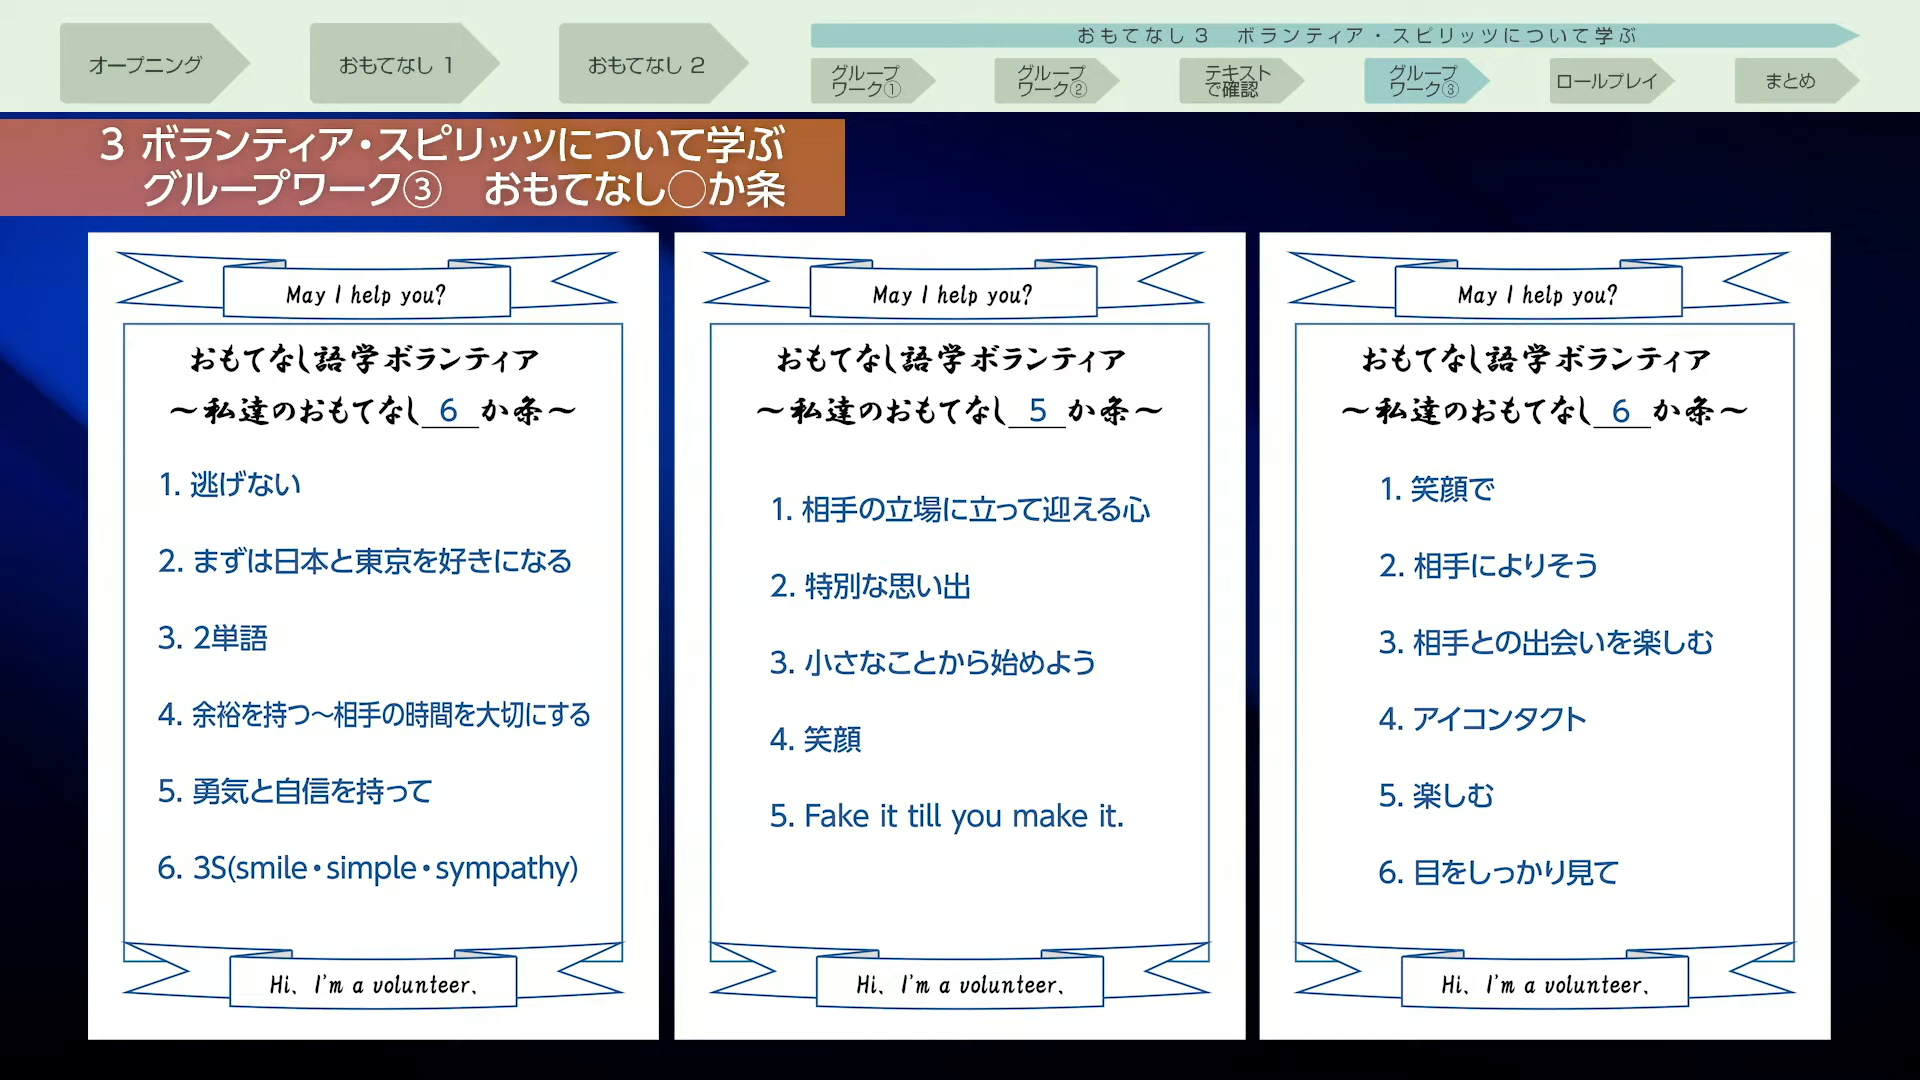 オープニング
おもてなし 1
おもてなし 2
おもてなし 3　ボランティア・スピリッツについて学ぶ
グループ
ワーク①
グループ
ワーク②
テキスト
で確認
グループ
ワーク③
ロールプレイ
まとめ
3 ボランティア・スピリッツについて学ぶ
グループワーク③　おもてなし○か条
May I help you?
おもてなし語学ボランティア
～私達のおもてなし 6 か条～
1. 逃げない
2. まずは日本と東京を好きになる
3. 2単語
4. 余裕を持つ～相手の時間を大切にする
5. 勇気と自信を持って
6. 3S(smile・simple・sympathy)
Hi, I'm a volunteer.
May I help you?
おもてなし語学ボランティア
～私達のおもてなし 5 か条～
1. 相手の立場に立って迎える心
2. 特別な思い出
3. 小さなことから始めよう
4. 笑顔
5. Fake it till you make it.
Hi, I'm a volunteer.
May I help you?
おもてなし語学ボランティア
～私達のおもてなし 6 か条～
1. 笑顔で
2. 相手によりそう
3. 相手との出会いを楽しむ
4. アイコンタクト
5. 楽しむ
6. 目をしっかり見て
Hi, I'm a volunteer.